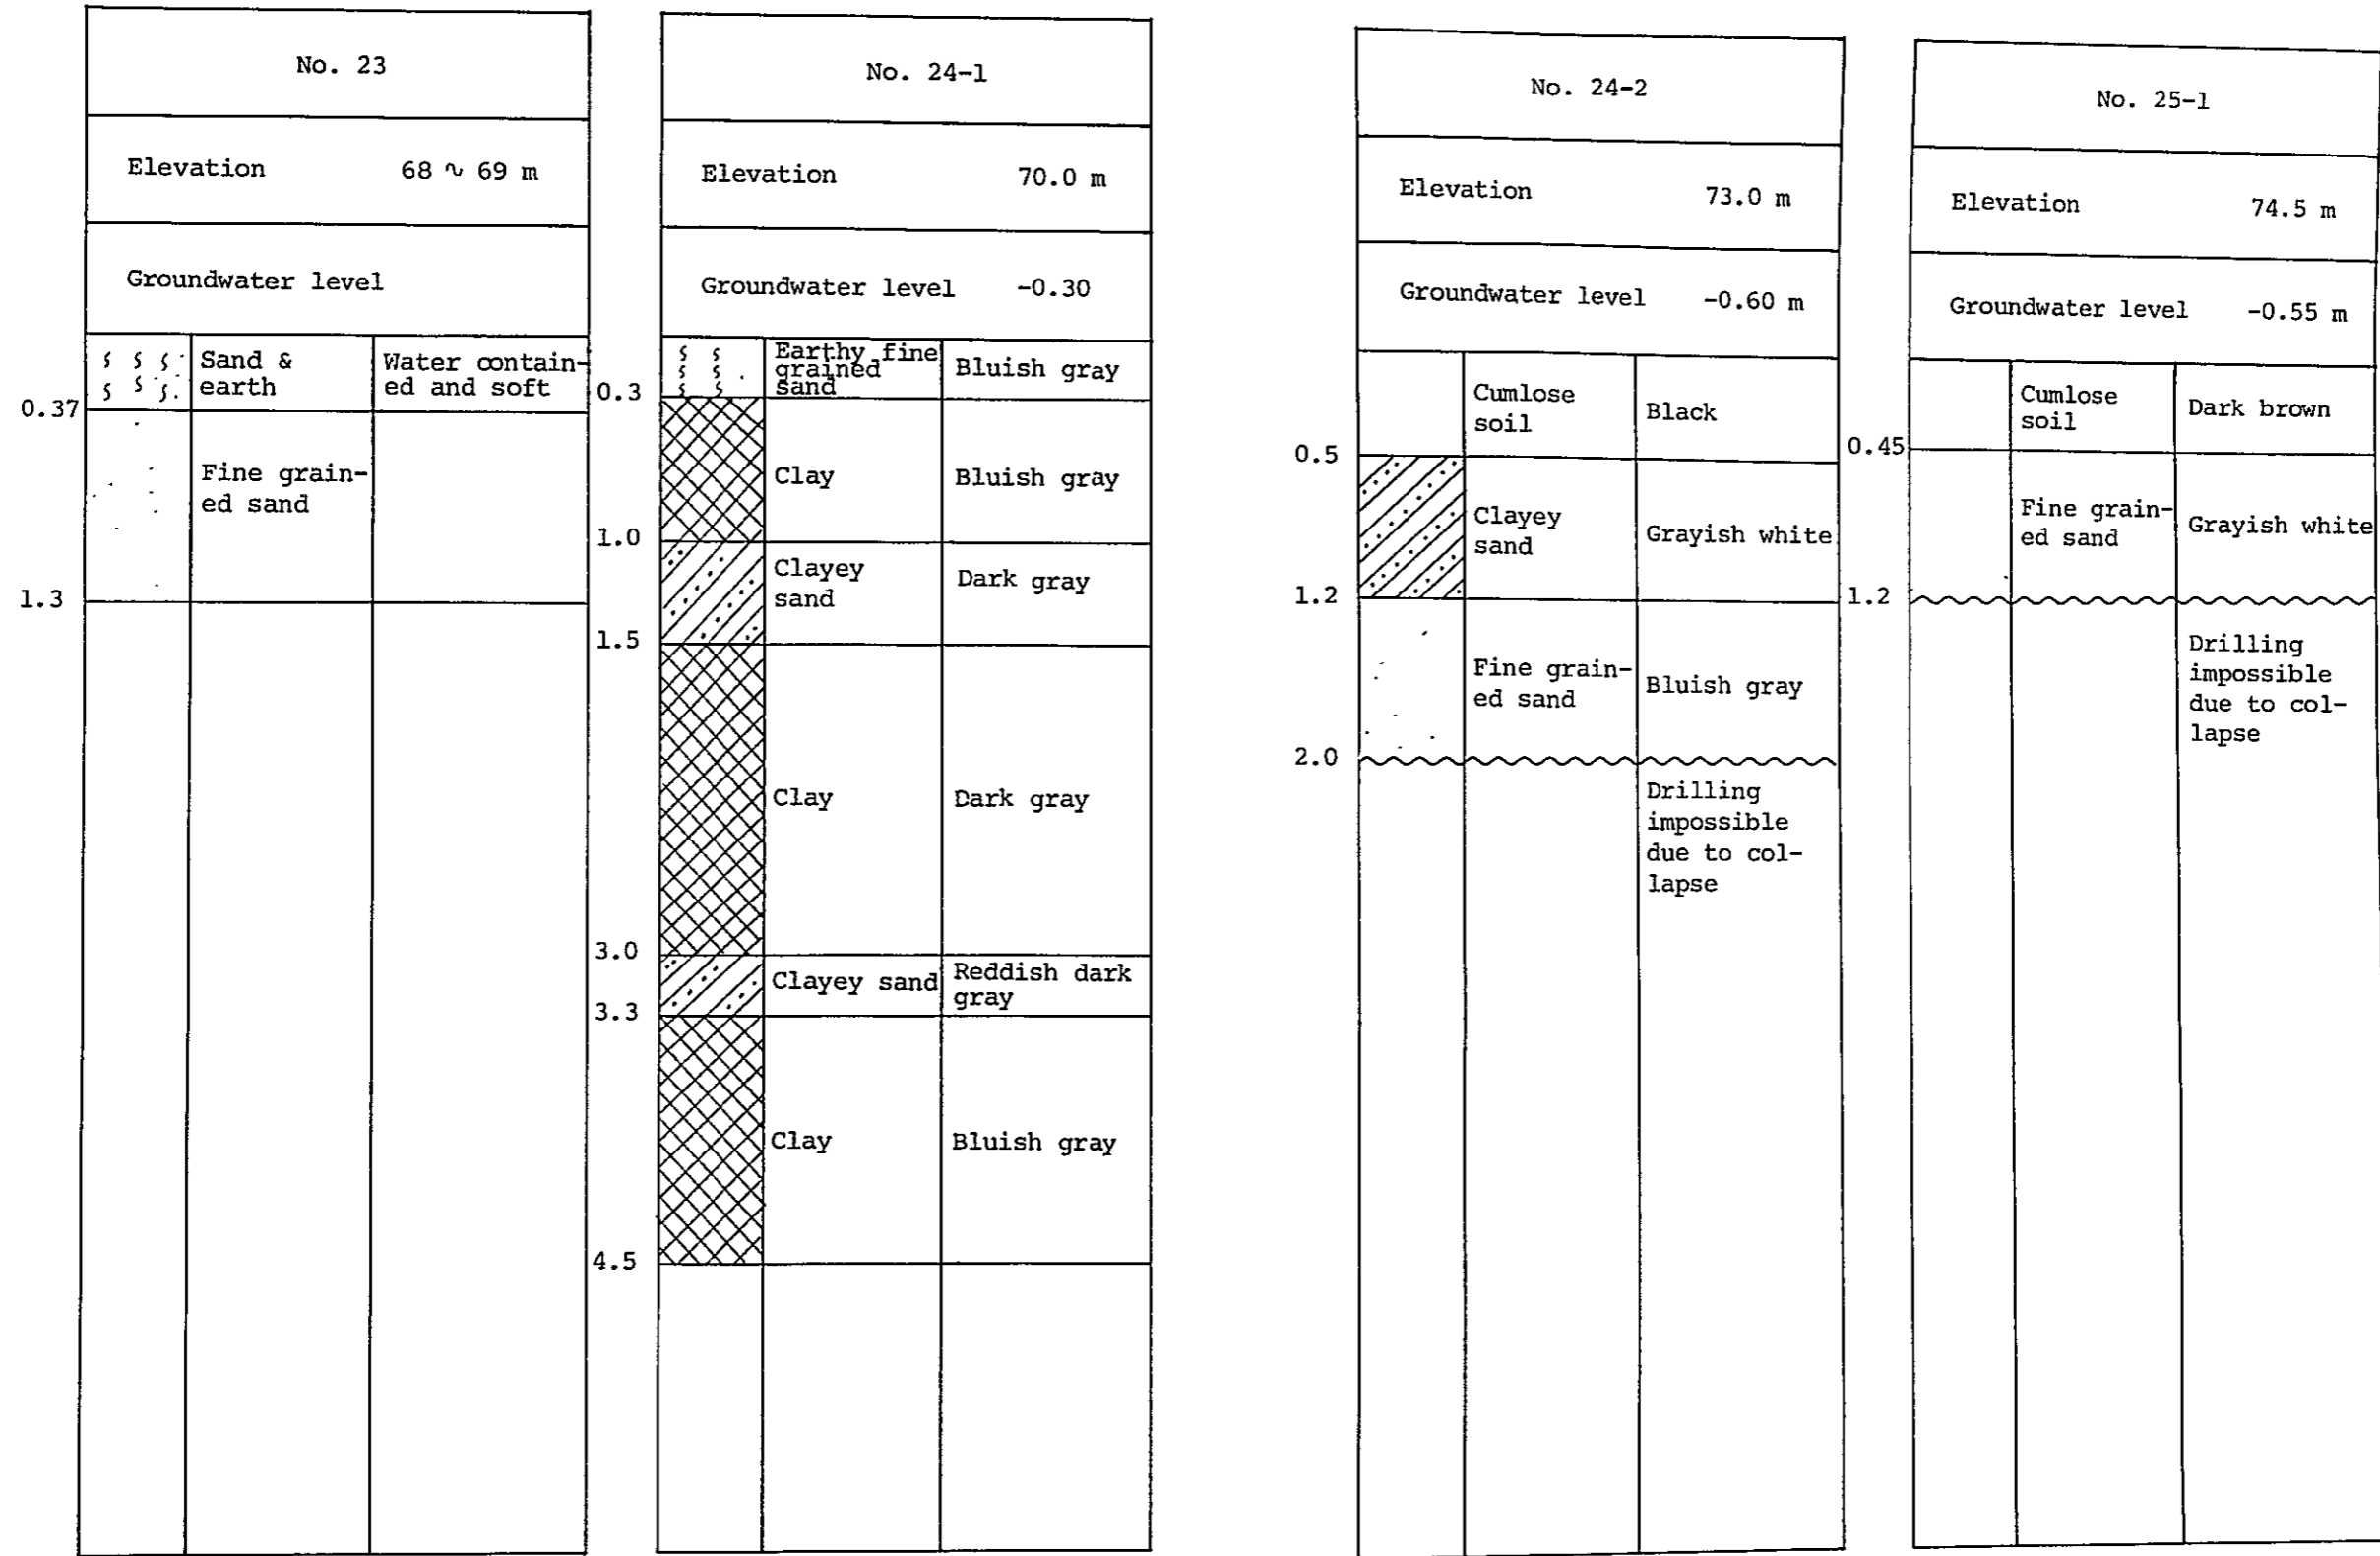 No. 23
Elevation 68 ~ 69 m
Groundwater level
Sand &
earth
Water contain-
ed and soft
0.37
Fine grain-
ed sand
1.3
No. 24-1
Elevation 70.0 m
Groundwater level -0.30
Earthy fine
grained
sand
Bluish gray
0.3
Clay
Bluish gray
1.0
Clayey
sand
Dark gray
1.5
Clay
Dark gray
3.0
Clayey sand
Reddish dark
gray
3.3
Clay
Bluish gray
4.5
No. 24-2
Elevation 73.0 m
Groundwater level -0.60 m
Cumlose
soil
Black
0.5
Clayey
sand
Grayish white
1.2
Fine grain-
ed sand
Bluish gray
2.0
Drilling
impossible
due to col-
lapse
No. 25-1
Elevation 74.5 m
Groundwater level -0.55 m
Cumlose
soil
Dark brown
0.45
Fine grain-
ed sand
Grayish white
1.2
Drilling
impossible
due to col-
lapse